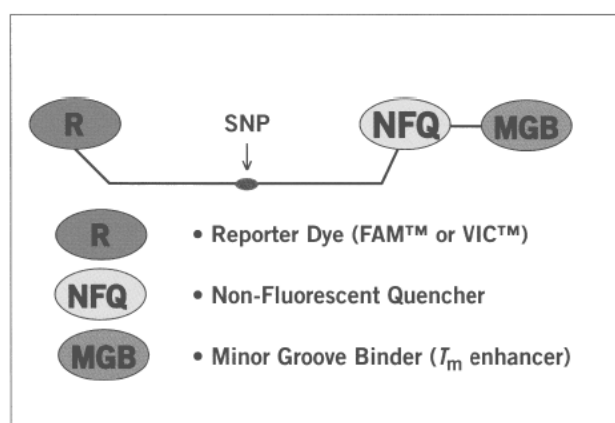 R
SNP
NFQ
MGB
R • Reporter Dye (FAM™ or VIC™)
NFQ • Non-Fluorescent Quencher
MGB • Minor Groove Binder (Tm enhancer)